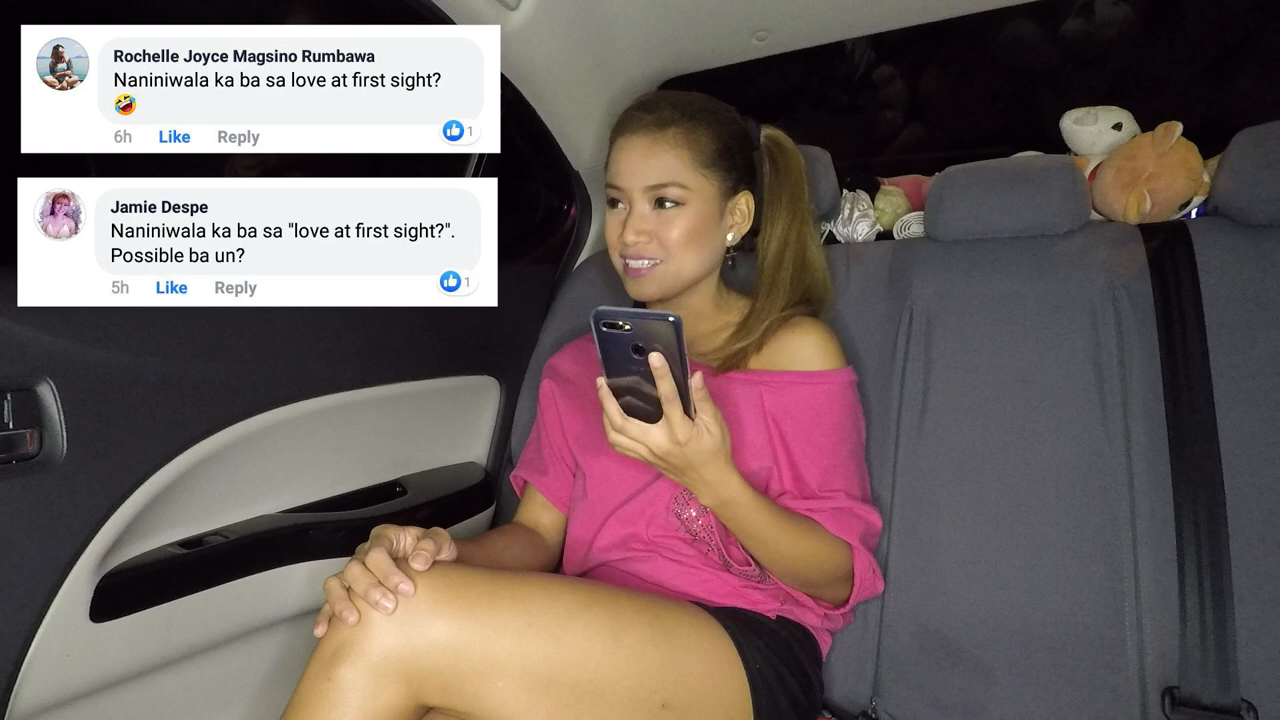 Rochelle Joyce Magsino Rumbawa
Naniniwala ka ba sa love at first sight?
🤣
6h Like Reply 1
Jamie Despe
Naniniwala ka ba sa "love at first sight?".
Possible ba un?
5h Like Reply 1